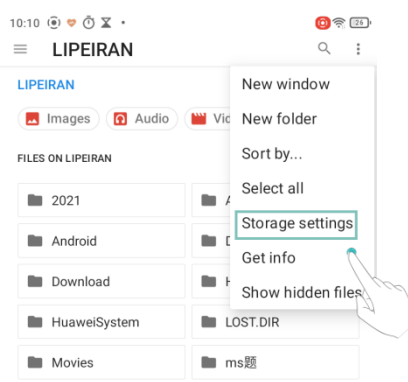 10:10
26
LIPEIRAN
LIPEIRAN
New window
Images
Audio
New folder
Sort by...
FILES ON LIPEIRAN
Select all
2021
Storage settings
Android
Get info
Download
Show hidden files
HuaweiSystem
LOST.DIR
Movies
ms题